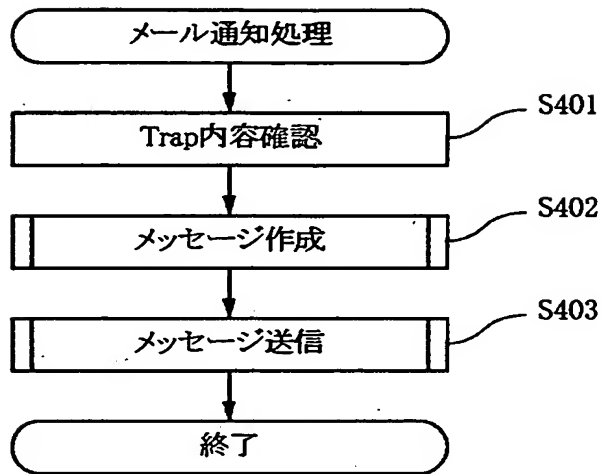 メール通知処理
S401
Trap内容確認
S402
メッセージ作成
S403
メッセージ送信
終了